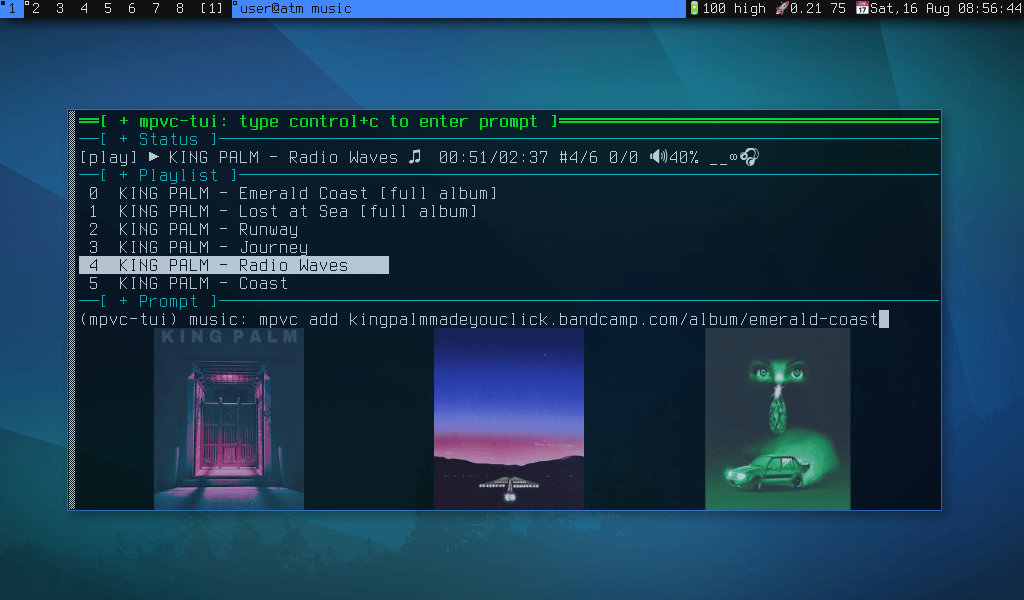 1 2 3 4 5 6 7 8 [1] user@atm music 100 high 0.21 75 Sat,16 Aug 08:56:44
[ + mpvc-tui: type control+c to enter prompt ]
[ + Status ]
[play] ▶ KING PALM - Radio Waves ♫ 00:51/02:37 #4/6 0/0 🔊40% __∞🎧
[ + Playlist ]
0 KING PALM - Emerald Coast [full album]
1 KING PALM - Lost at Sea [full album]
2 KING PALM - Runway
3 KING PALM - Journey
4 KING PALM - Radio Waves
5 KING PALM - Coast
[ + Prompt ]
(mpvc-tui) music: mpvc add kingpalmmadeyouclick.bandcamp.com/album/emerald-coast
KING PALM